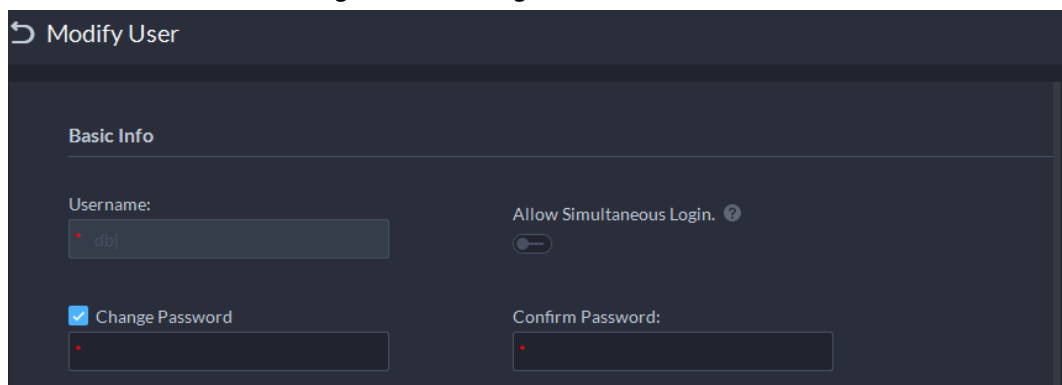 Modify User
Basic Info
Username:
* dbj
Allow Simultaneous Login.
Change Password
*
Confirm Password:
*